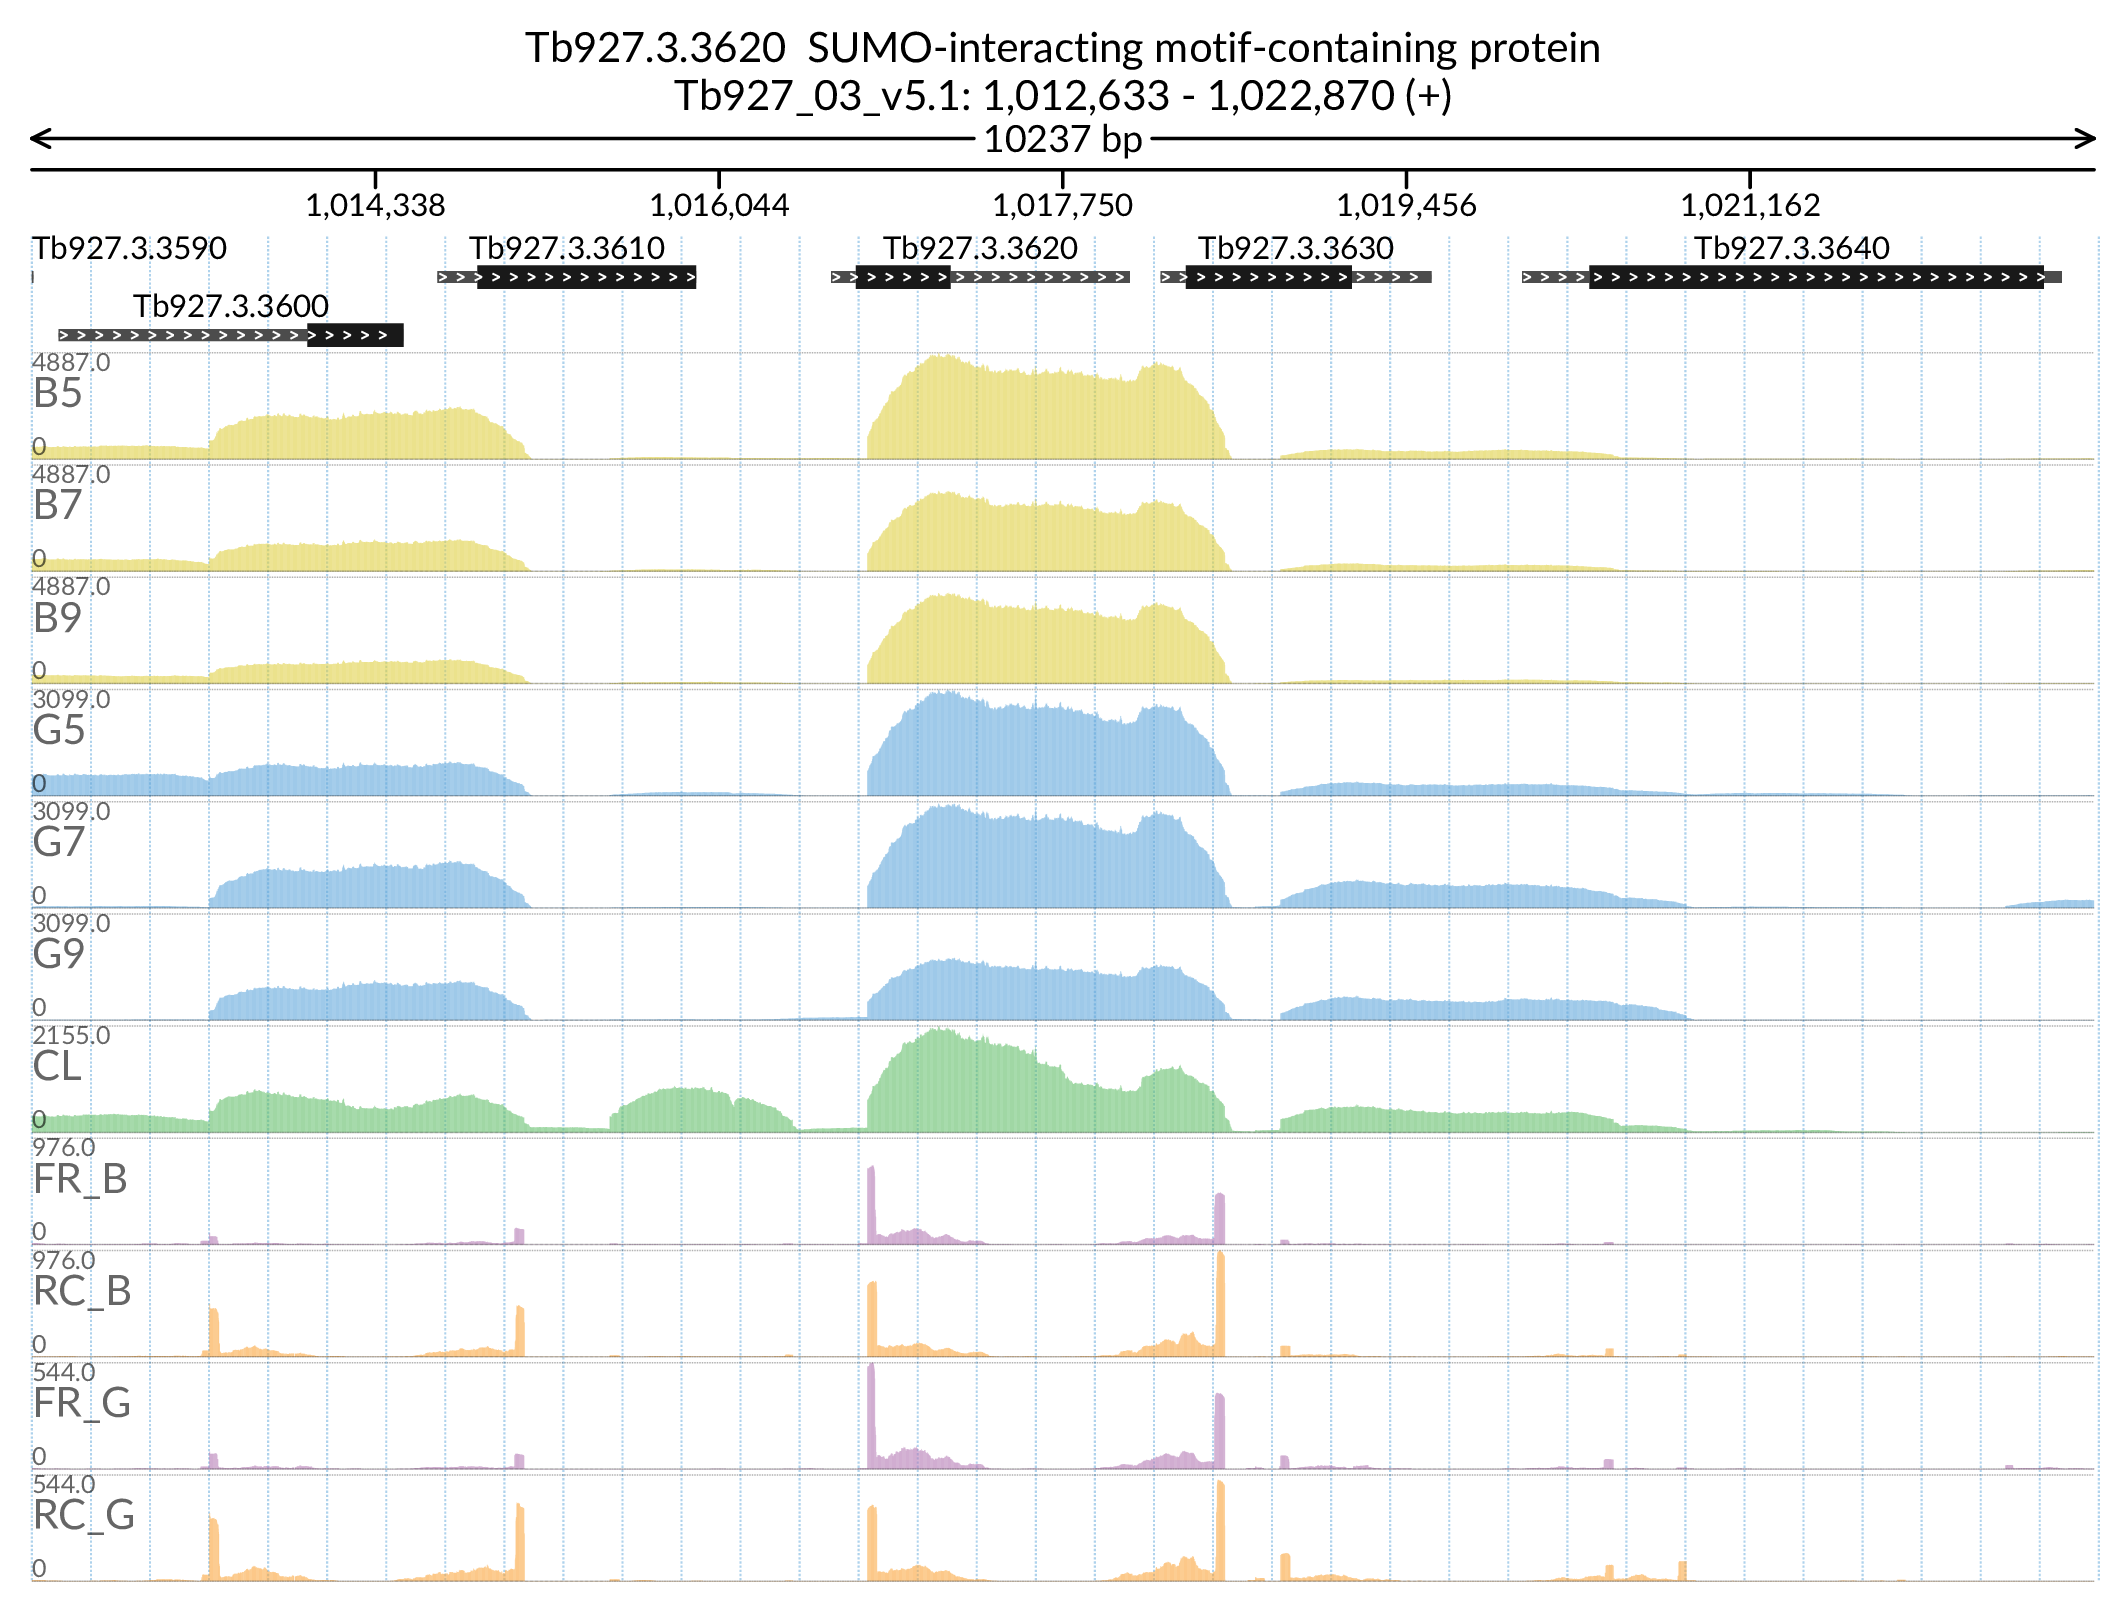 Tb927.3.3620 SUMO-interacting motif-containing protein
Tb927_03_v5.1: 1,012,633 - 1,022,870 (+)
10237 bp
1,014,338 1,016,044 1,017,750 1,019,456 1,021,162
Tb927.3.3590 Tb927.3.3610 Tb927.3.3620 Tb927.3.3630 Tb927.3.3640
Tb927.3.3600
4887.0
B5
0
4887.0
B7
0
4887.0
B9
0
3099.0
G5
0
3099.0
G7
0
3099.0
G9
0
2155.0
CL
0
976.0
FR_B
0
976.0
RC_B
0
544.0
FR_G
0
544.0
RC_G
0